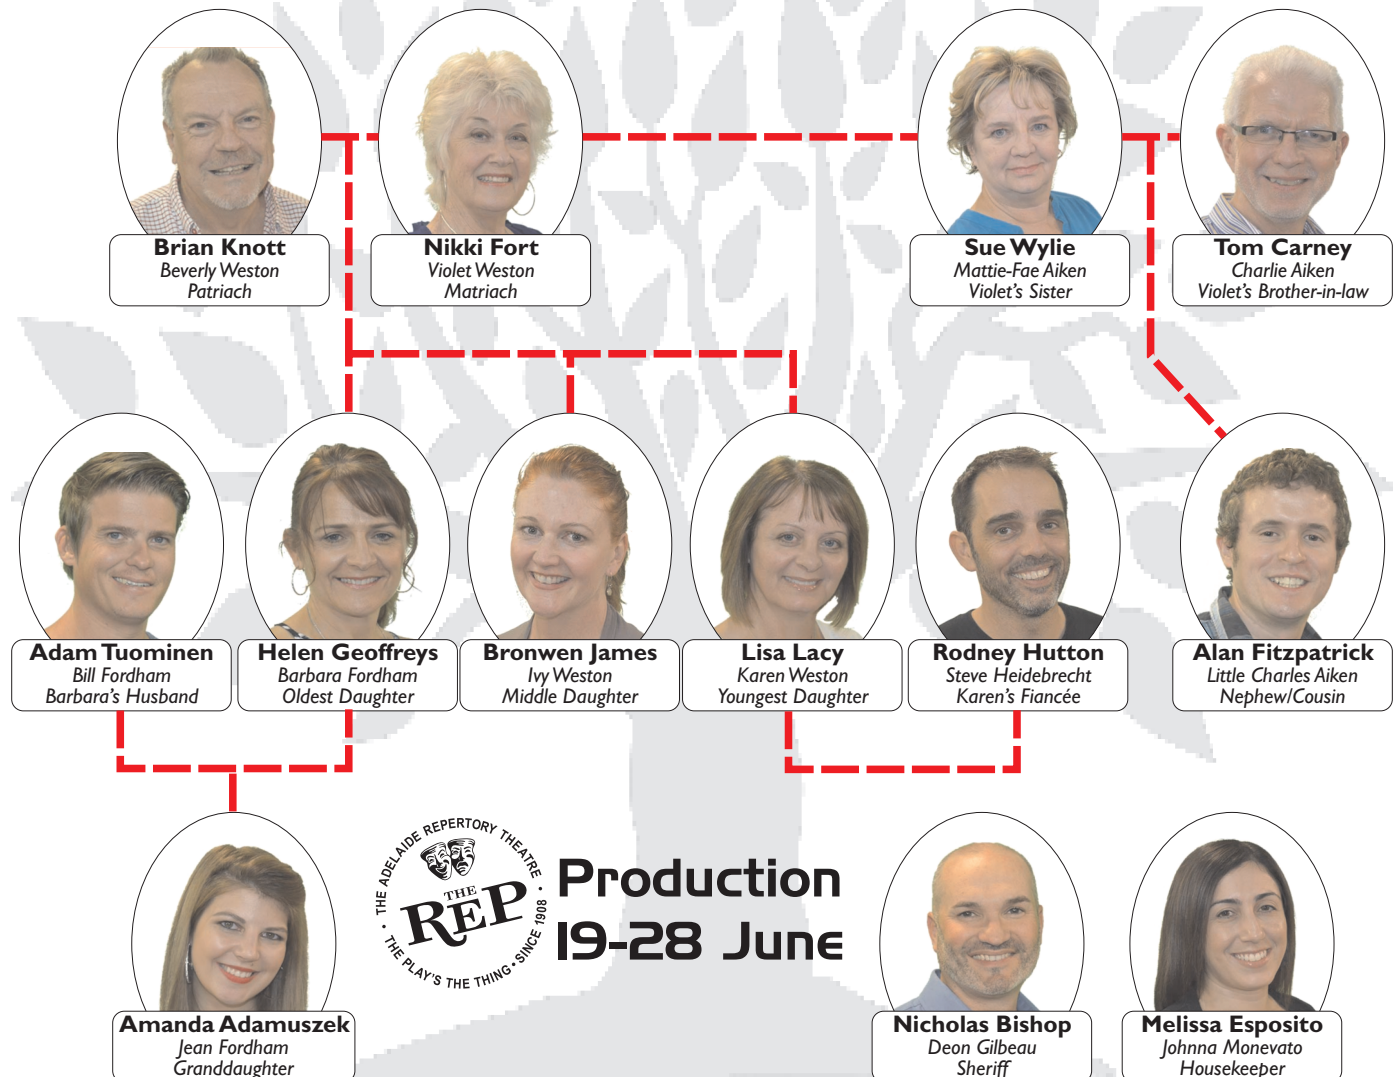 Brian Knott
Beverly Weston
Patriach
Nikki Fort
Violet Weston
Matriach
Sue Wylie
Mattie-Fae Aiken
Violet's Sister
Tom Carney
Charlie Aiken
Violet's Brother-in-law
Adam Tuominen
Bill Fordham
Barbara's Husband
Helen Geoffreys
Barbara Fordham
Oldest Daughter
Bronwen James
Ivy Weston
Middle Daughter
Lisa Lacy
Karen Weston
Youngest Daughter
Rodney Hutton
Steve Heidebrecht
Karen's Fiancée
Alan Fitzpatrick
Little Charles Aiken
Nephew/Cousin
• THE ADELAIDE REPERTORY THEATRE •
THE
REP
SINCE 1908
• THE PLAY'S THE THING •
Production
19-28 June
Amanda Adamuszek
Jean Fordham
Granddaughter
Nicholas Bishop
Deon Gilbeau
Sheriff
Melissa Esposito
Johnna Monevato
Housekeeper